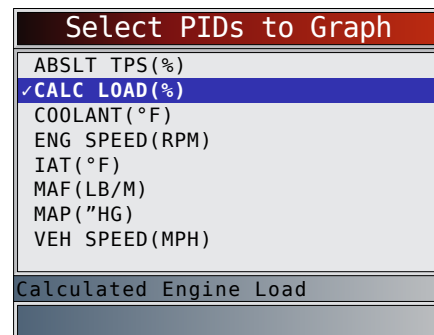 Select PIDs to Graph
ABSLT TPS(%)
✓CALC LOAD(%)
COOLANT(°F)
ENG SPEED(RPM)
IAT(°F)
MAF(LB/M)
MAP(”HG)
VEH SPEED(MPH)
Calculated Engine Load